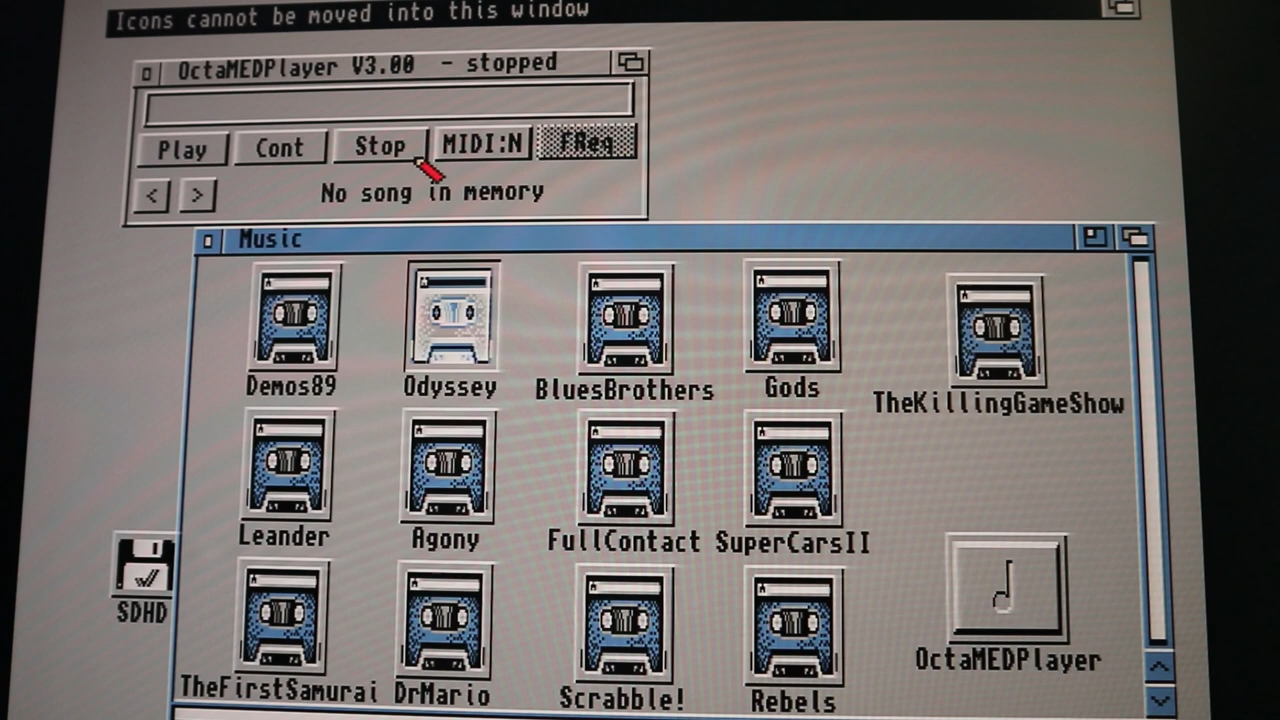 Icons cannot be moved into this window
OctaMEDPlayer V3.00 - stopped
Play Cont Stop MIDI:N FReq
< > No song in memory
Music
Demos89 Odyssey BluesBrothers Gods TheKillingGameShow
Leander Agony FullContact SuperCarsII
SDHD
TheFirstSamurai DrMario Scrabble! Rebels OctaMEDPlayer